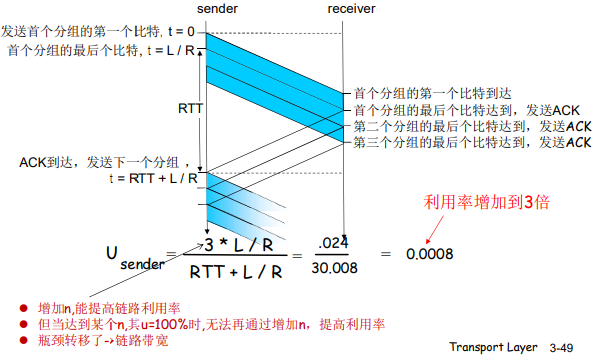 sender receiver
发送首个分组的第一个比特, t = 0
首个分组的最后个比特, t = L / R
RTT
首个分组的第一个比特到达
首个分组的最后个比特达到，发送ACK
第二个分组的最后个比特达到，发送ACK
第三个分组的最后个比特达到，发送ACK
ACK到达，发送下一个分组，
t = RTT + L / R
利用率增加到3倍
U sender = 3 * L / R = .024 = 0.0008
RTT + L / R 30.008
增加n,能提高链路利用率
但当达到某个n,其u=100%时,无法再通过增加n，提高利用率
瓶颈转移了->链路带宽
Transport Layer 3-49